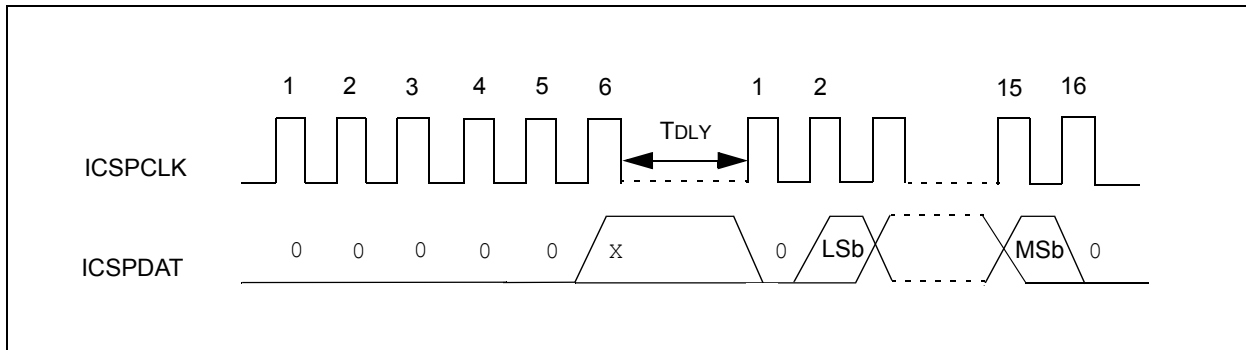 1 2 3 4 5 6 1 2 15 16
TDLY
ICSPCLK
0 0 0 0 0 X 0 LSb MSb 0
ICSPDAT